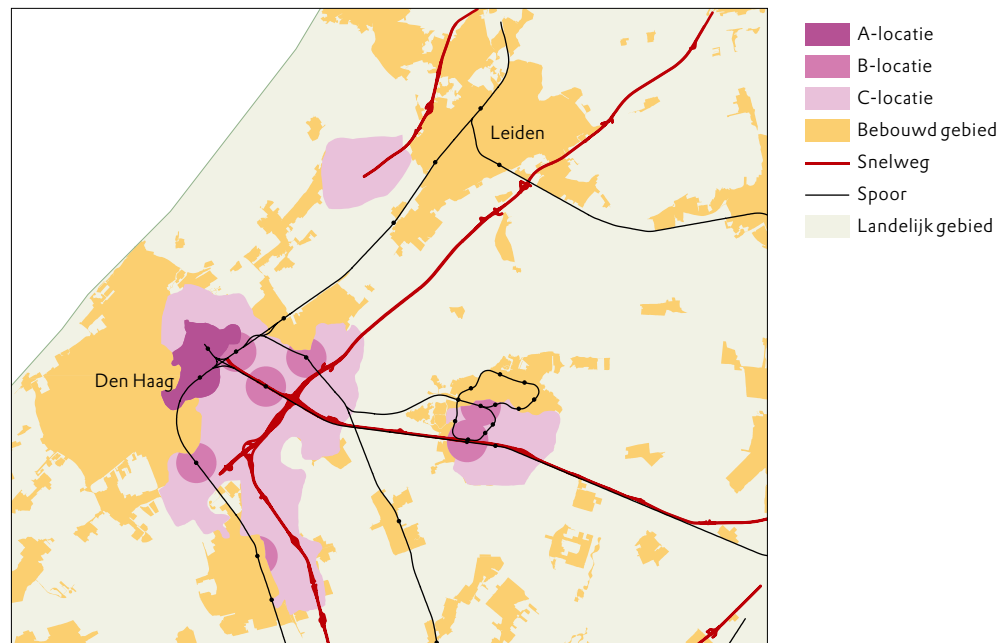 A-locatie
B-locatie
C-locatie
Bebouwd gebied
Snelweg
Spoor
Landelijk gebied
Leiden
Den Haag